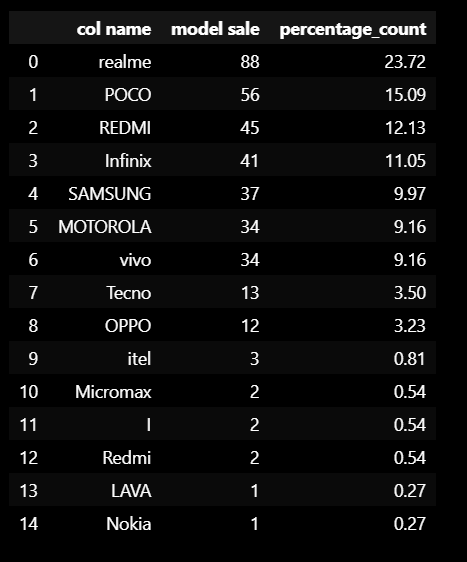 col name model sale percentage_count
0 realme 88 23.72
1 POCO 56 15.09
2 REDMI 45 12.13
3 Infinix 41 11.05
4 SAMSUNG 37 9.97
5 MOTOROLA 34 9.16
6 vivo 34 9.16
7 Tecno 13 3.50
8 OPPO 12 3.23
9 itel 3 0.81
10 Micromax 2 0.54
11 I 2 0.54
12 Redmi 2 0.54
13 LAVA 1 0.27
14 Nokia 1 0.27